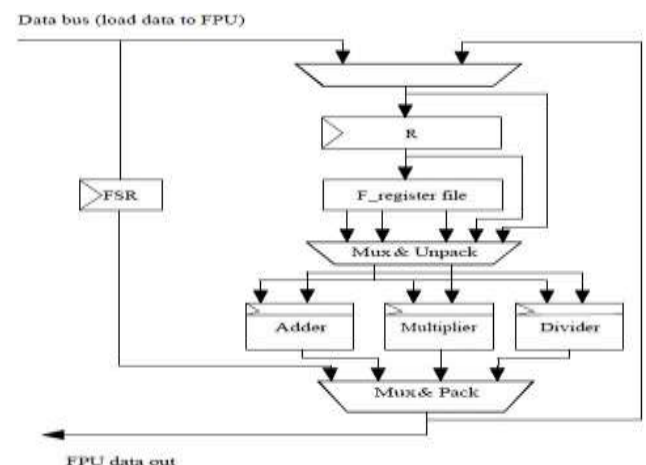 Data bus (load data to FPU)
R
FSR
F_register file
Mux & Unpack
Adder
Multiplier
Divider
Mux& Pack
FPU data out